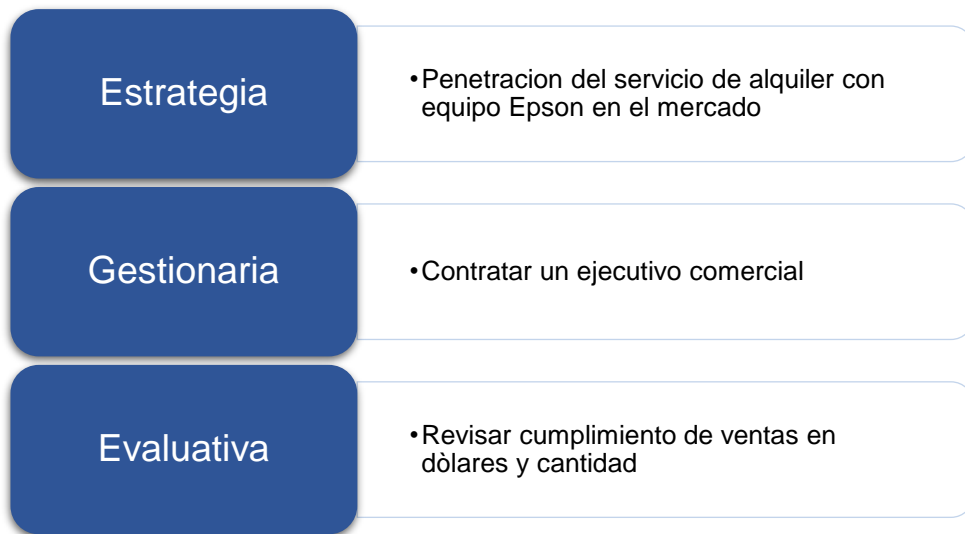 Estrategia
•Penetracion del servicio de alquiler con
equipo Epson en el mercado
Gestionaria
•Contratar un ejecutivo comercial
Evaluativa
•Revisar cumplimiento de ventas en
dòlares y cantidad